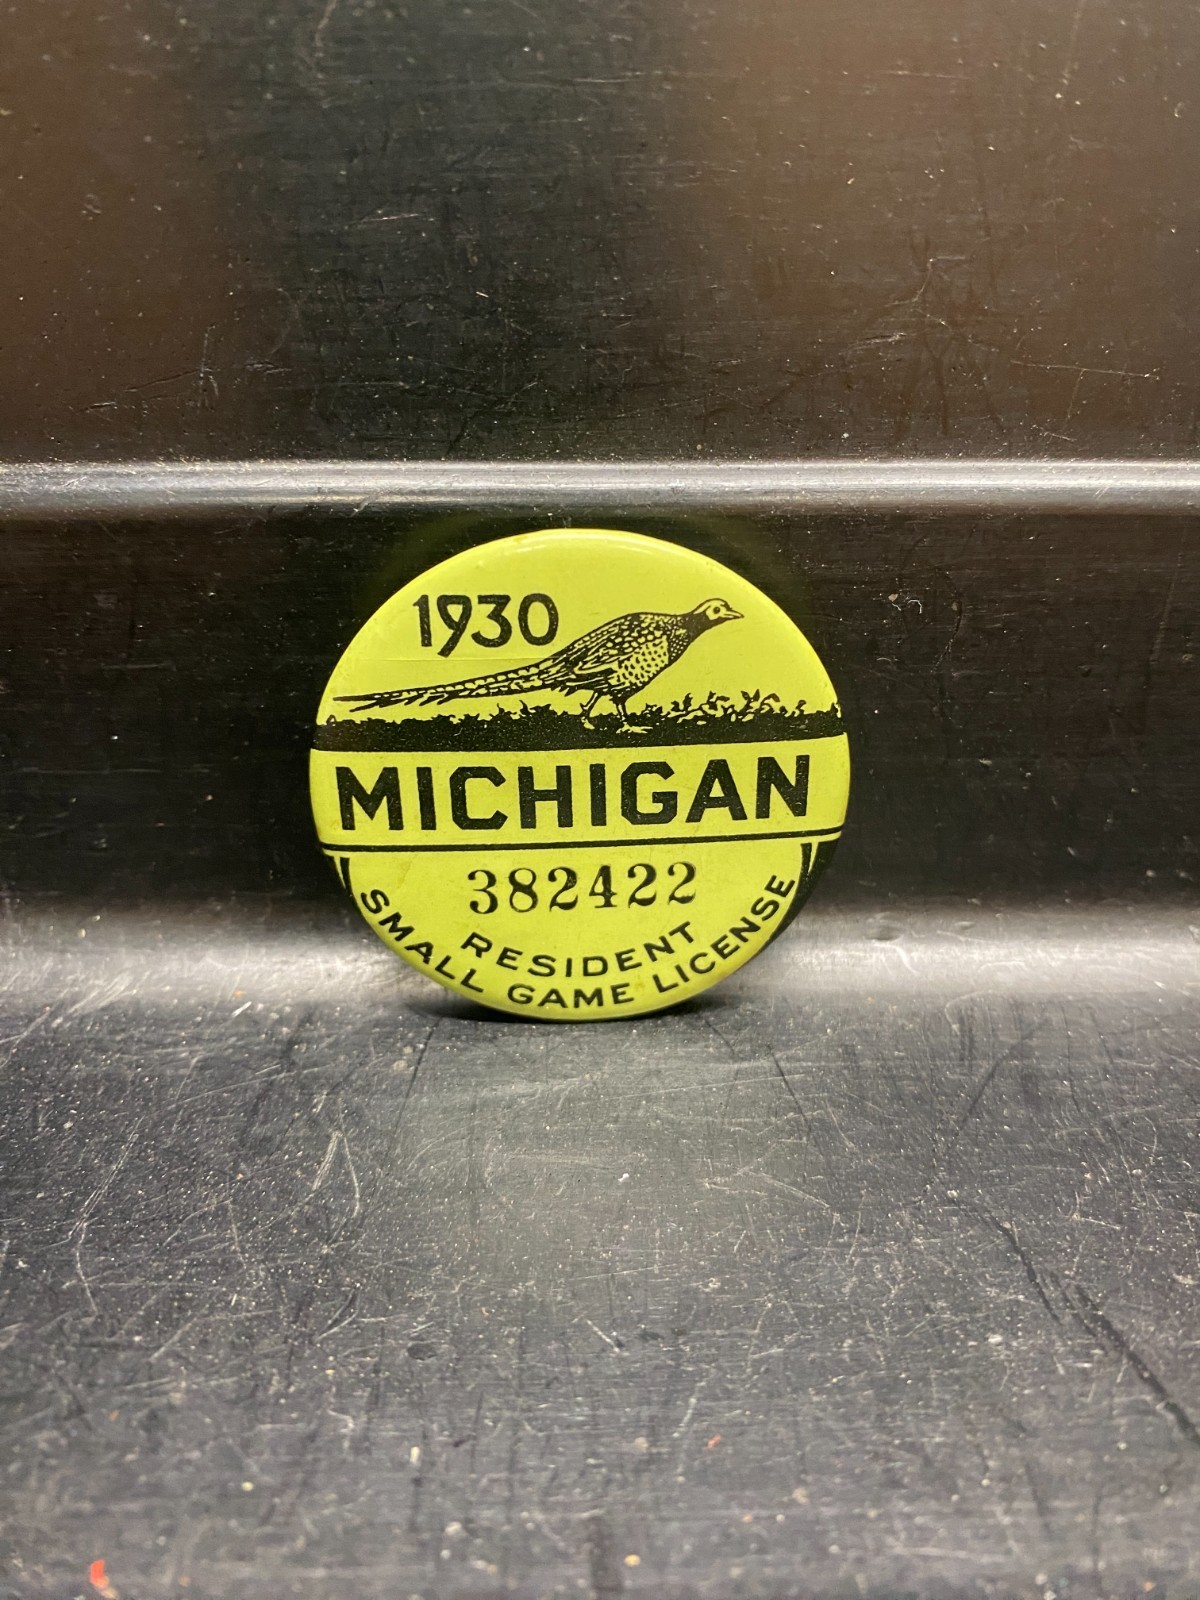 1930
MICHIGAN
382422
RESIDENT
SMALL GAME LICENSE